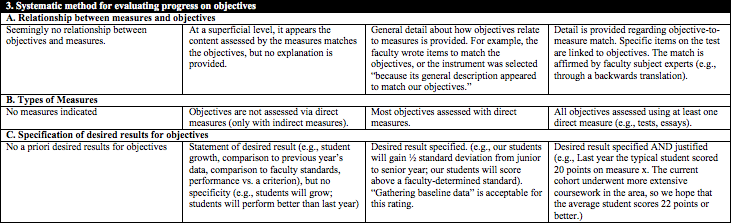 3. Systematic method for evaluating progress on objectives
A. Relationship between measures and objectives
Seemingly no relationship between
objectives and measures.
At a superficial level, it appears the
content assessed by the measures matches
the objectives, but no explanation is
provided.
General detail about how objectives relate
to measures is provided. For example, the
faculty wrote items to match the
objectives, or the instrument was selected
“because its general description appeared
to match our objectives.”
Detail is provided regarding objective-to-
measure match. Specific items on the test
are linked to objectives. The match is
affirmed by faculty subject experts (e.g.,
through a backwards translation).
B. Types of Measures
No measures indicated
Objectives are not assessed via direct
measures (only with indirect measures).
Most objectives assessed with direct
measures.
All objectives assessed using at least one
direct measure (e.g., tests, essays).
C. Specification of desired results for objectives
No a priori desired results for objectives
Statement of desired result (e.g., student
growth, comparison to previous year’s
data, comparison to faculty standards,
performance vs. a criterion), but no
specificity (e.g., students will grow;
students will perform better than last year)
Desired result specified. (e.g., our students
will gain ½ standard deviation from junior
to senior year; our students will score
above a faculty-determined standard).
“Gathering baseline data” is acceptable for
this rating.
Desired result specified AND justified
(e.g., Last year the typical student scored
20 points on measure x. The current
cohort underwent more extensive
coursework in the area, so we hope that
the average student scores 22 points or
better.)